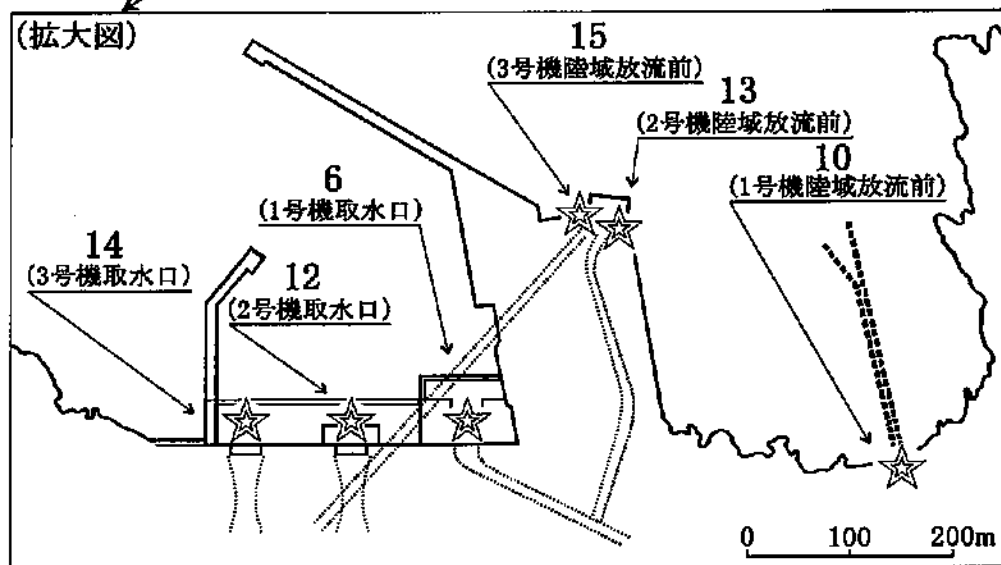 (拡大図)
15
(3号機陸域放流前)
13
(2号機陸域放流前)
10
(1号機陸域放流前)
6
(1号機取水口)
14
(3号機取水口)
12
(2号機取水口)
0 100 200m